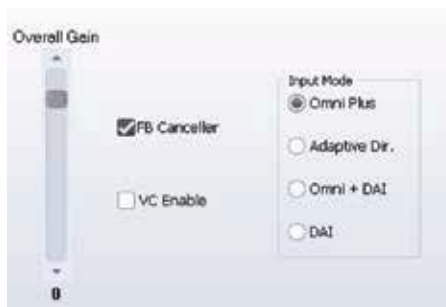 Overall Gain
Input Mode
Omni Plus
FB Canceller
Adaptive Dir.
Omni + DAI
VC Enable
DAI
0